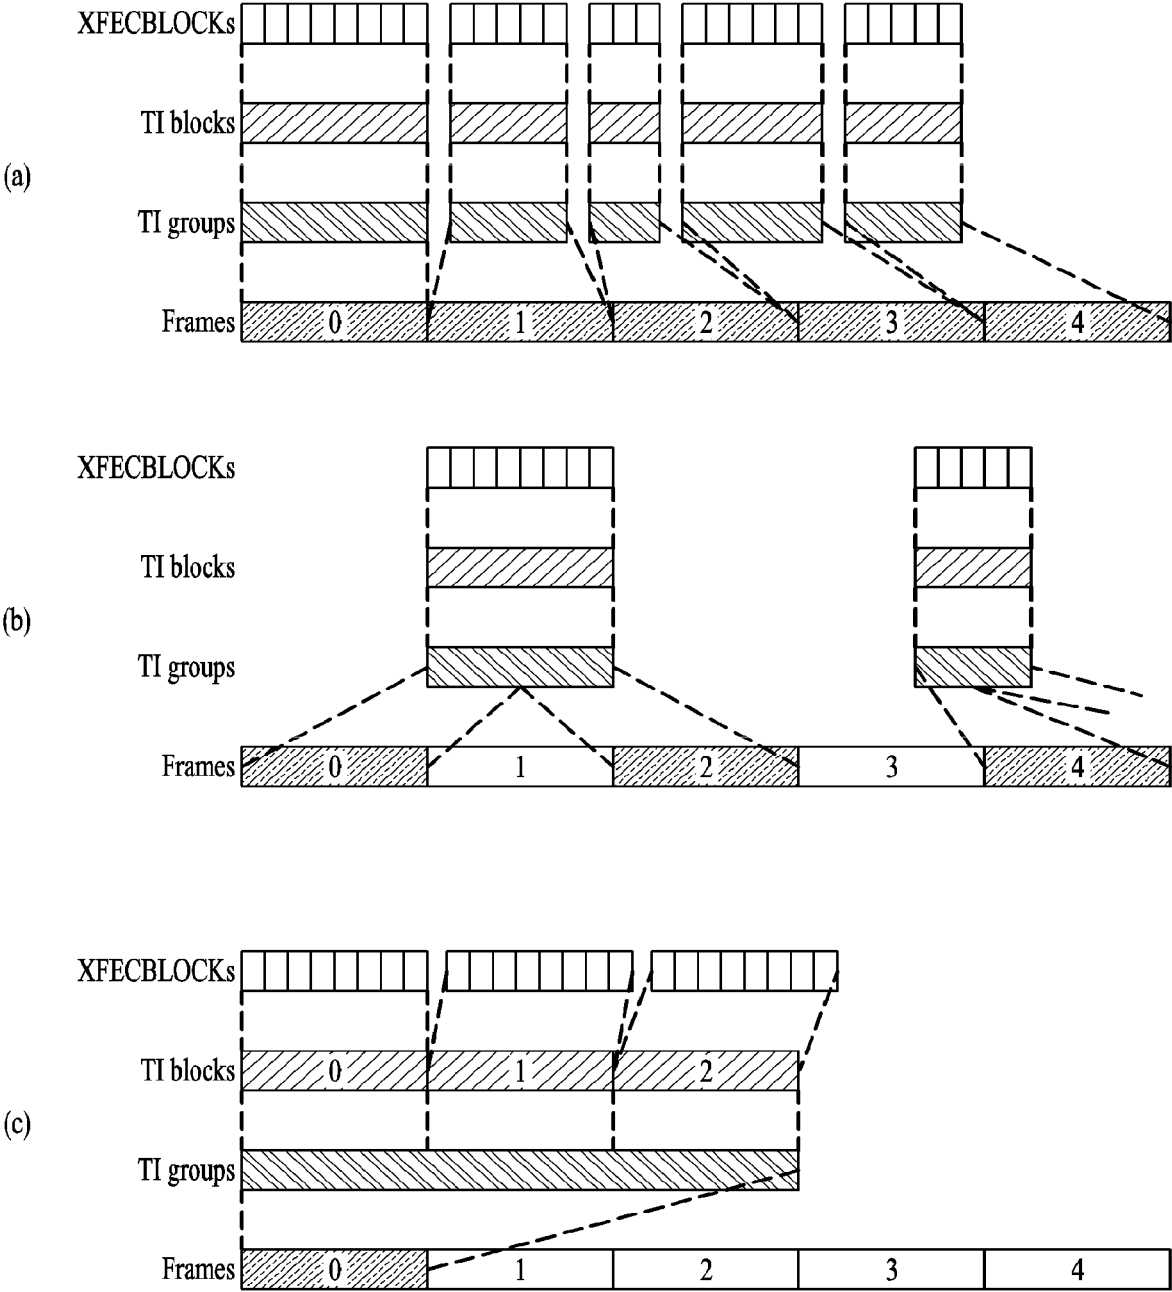 XFECBLOCKs
TI blocks
(a)
TI groups
Frames 0 1 2 3 4
XFECBLOCKs
TI blocks
(b)
TI groups
Frames 0 1 2 3 4
XFECBLOCKs
TI blocks 0 1 2
(c)
TI groups
Frames 0 1 2 3 4